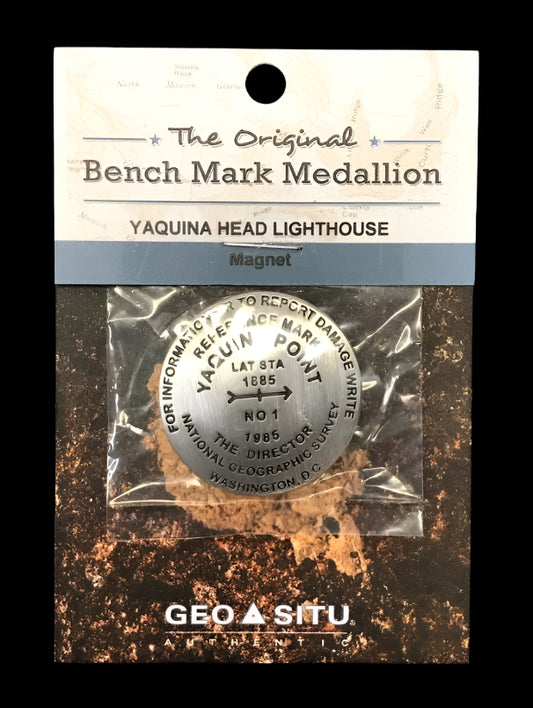 The Original
Bench Mark Medallion
YAQUINA HEAD LIGHTHOUSE
Magnet
FOR INFORMATION OR TO REPORT DAMAGE WRITE
REFERENCE MARK
YAQUIN POINT
LAT STA
1885
NO 1
1985
THE DIRECTOR
NATIONAL GEOGRAPHIC SURVEY
WASHINGTON, D.C.
GEO SITU®
AUTHENTIC